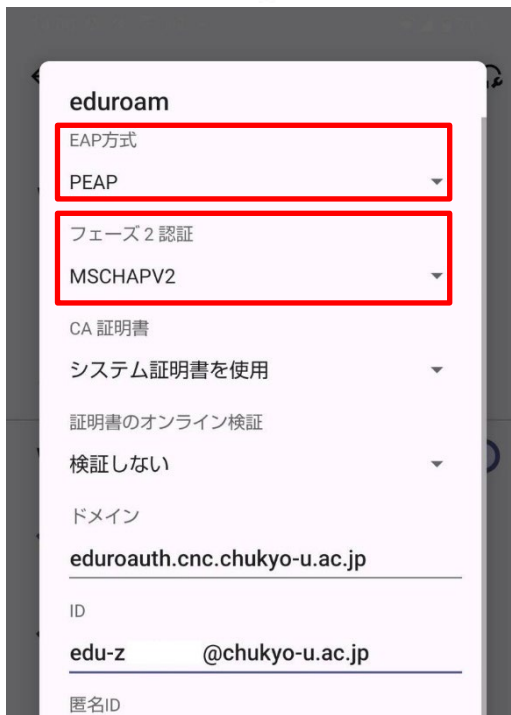 eduroam
EAP方式
PEAP
フェーズ 2 認証
MSCHAPV2
CA 証明書
システム証明書を使用
証明書のオンライン検証
検証しない
ドメイン
eduroauth.cnc.chukyo-u.ac.jp
ID
edu-z @chukyo-u.ac.jp
匿名ID